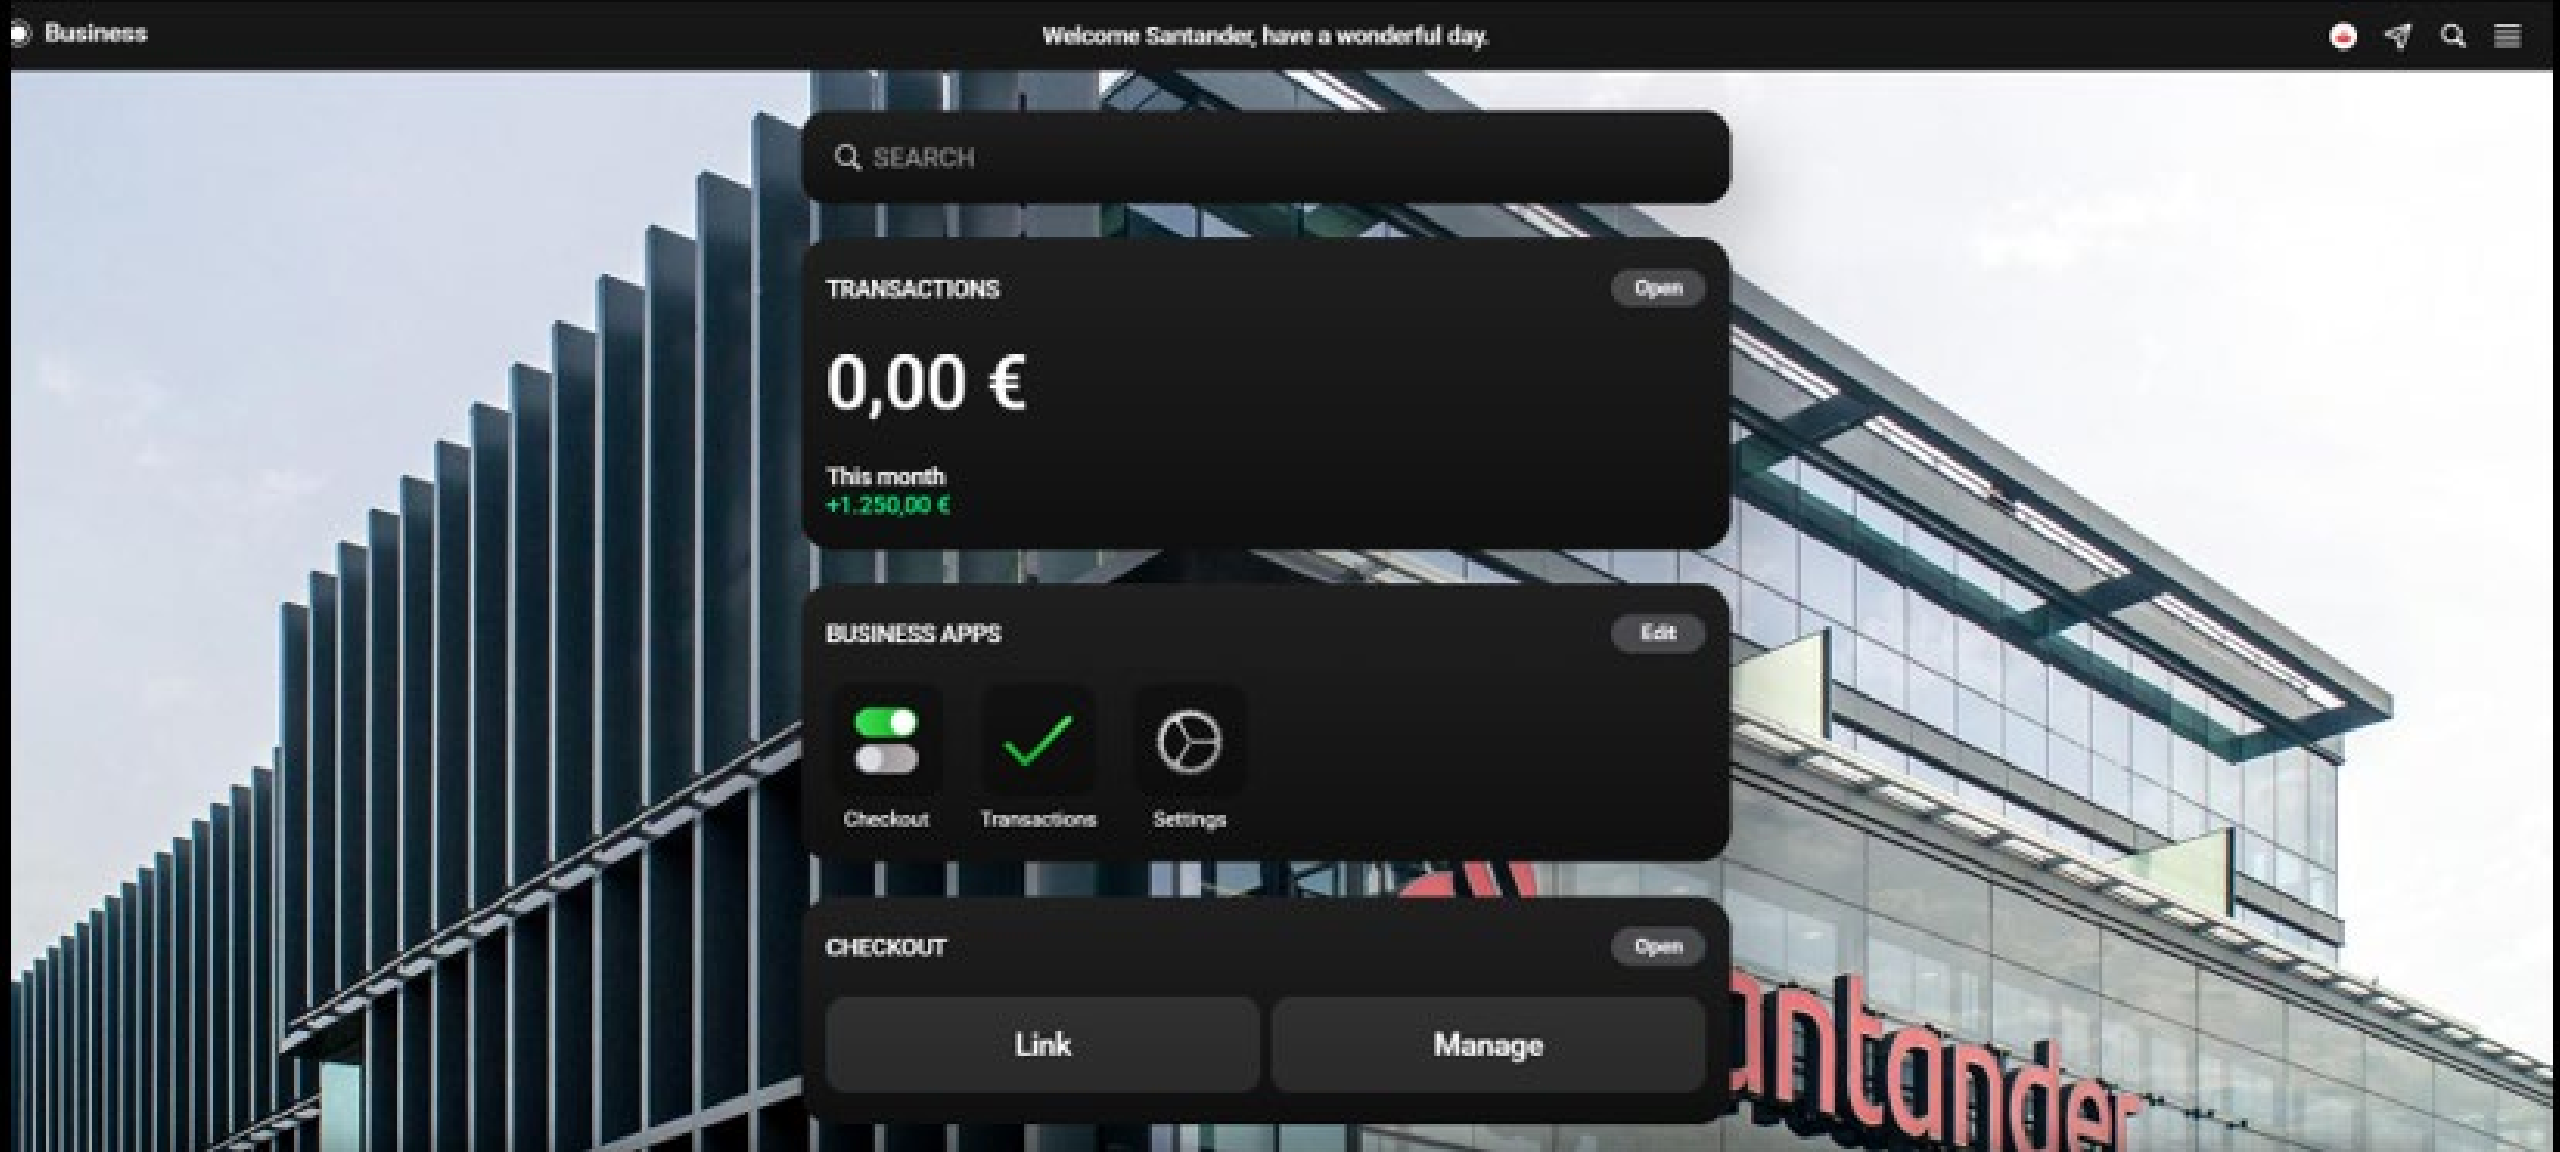 Business
Welcome Santander, have a wonderful day.
SEARCH
TRANSACTIONS
Open
0,00 €
This month
+1.250,00 €
BUSINESS APPS
Edit
Checkout
Transactions
Settings
CHECKOUT
Open
Link
Manage
antander